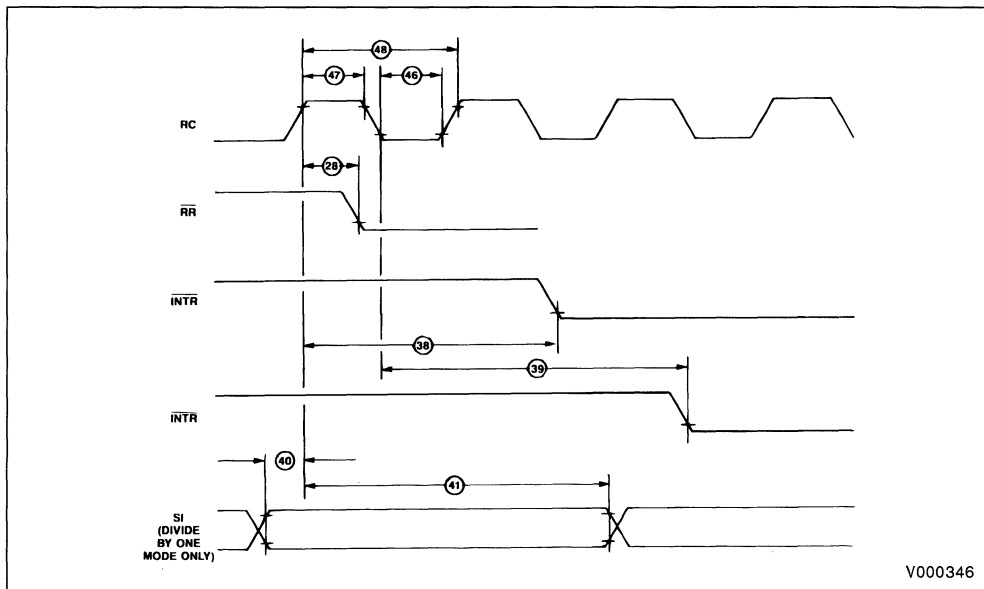 48
47
46
RC
28
RR
INTR
38
39
INTR
40
41
SI
(DIVIDE
BY ONE
MODE ONLY)
V000346